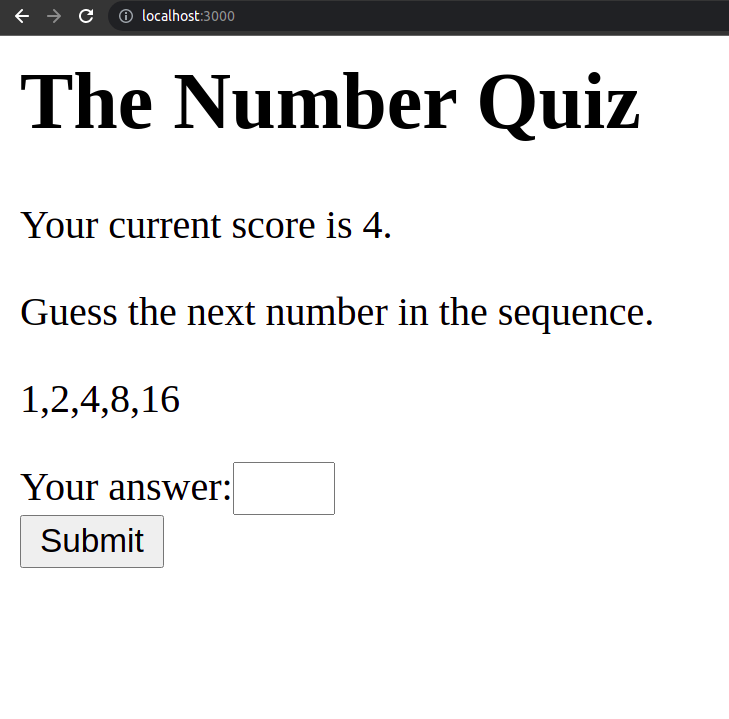 localhost:3000
The Number Quiz
Your current score is 4.
Guess the next number in the sequence.
1,2,4,8,16
Your answer:
Submit